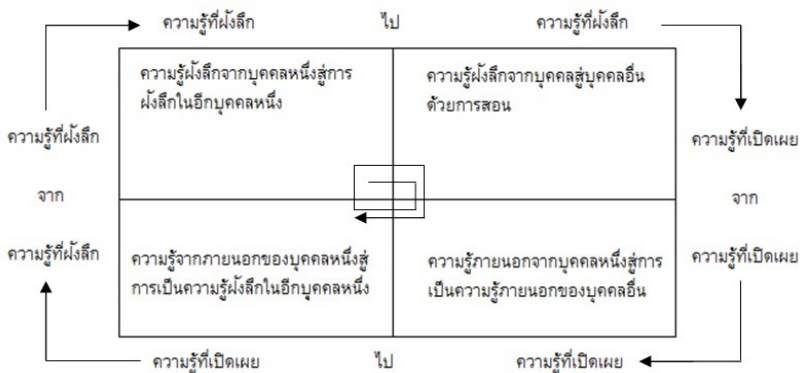 ความรู้ที่ฝังลึก ไป ความรู้ที่ฝังลึก
ความรู้ฝังลึกจากบุคคลหนึ่งสู่การ
ฝังลึกในอีกบุคคลหนึ่ง
ความรู้ฝังลึกจากบุคคลสู่บุคคลอื่น
ด้วยการสอน
ความรู้ที่ฝังลึก
จาก
ความรู้ที่ฝังลึก
ความรู้ที่เปิดเผย
จาก
ความรู้ที่เปิดเผย
ความรู้จากภายนอกของบุคคลหนึ่งสู่
การเป็นความรู้ฝังลึกในอีกบุคคลหนึ่ง
ความรู้ภายนอกจากบุคคลหนึ่งสู่การ
เป็นความรู้ภายนอกของบุคคลอื่น
ความรู้ที่เปิดเผย ไป ความรู้ที่เปิดเผย